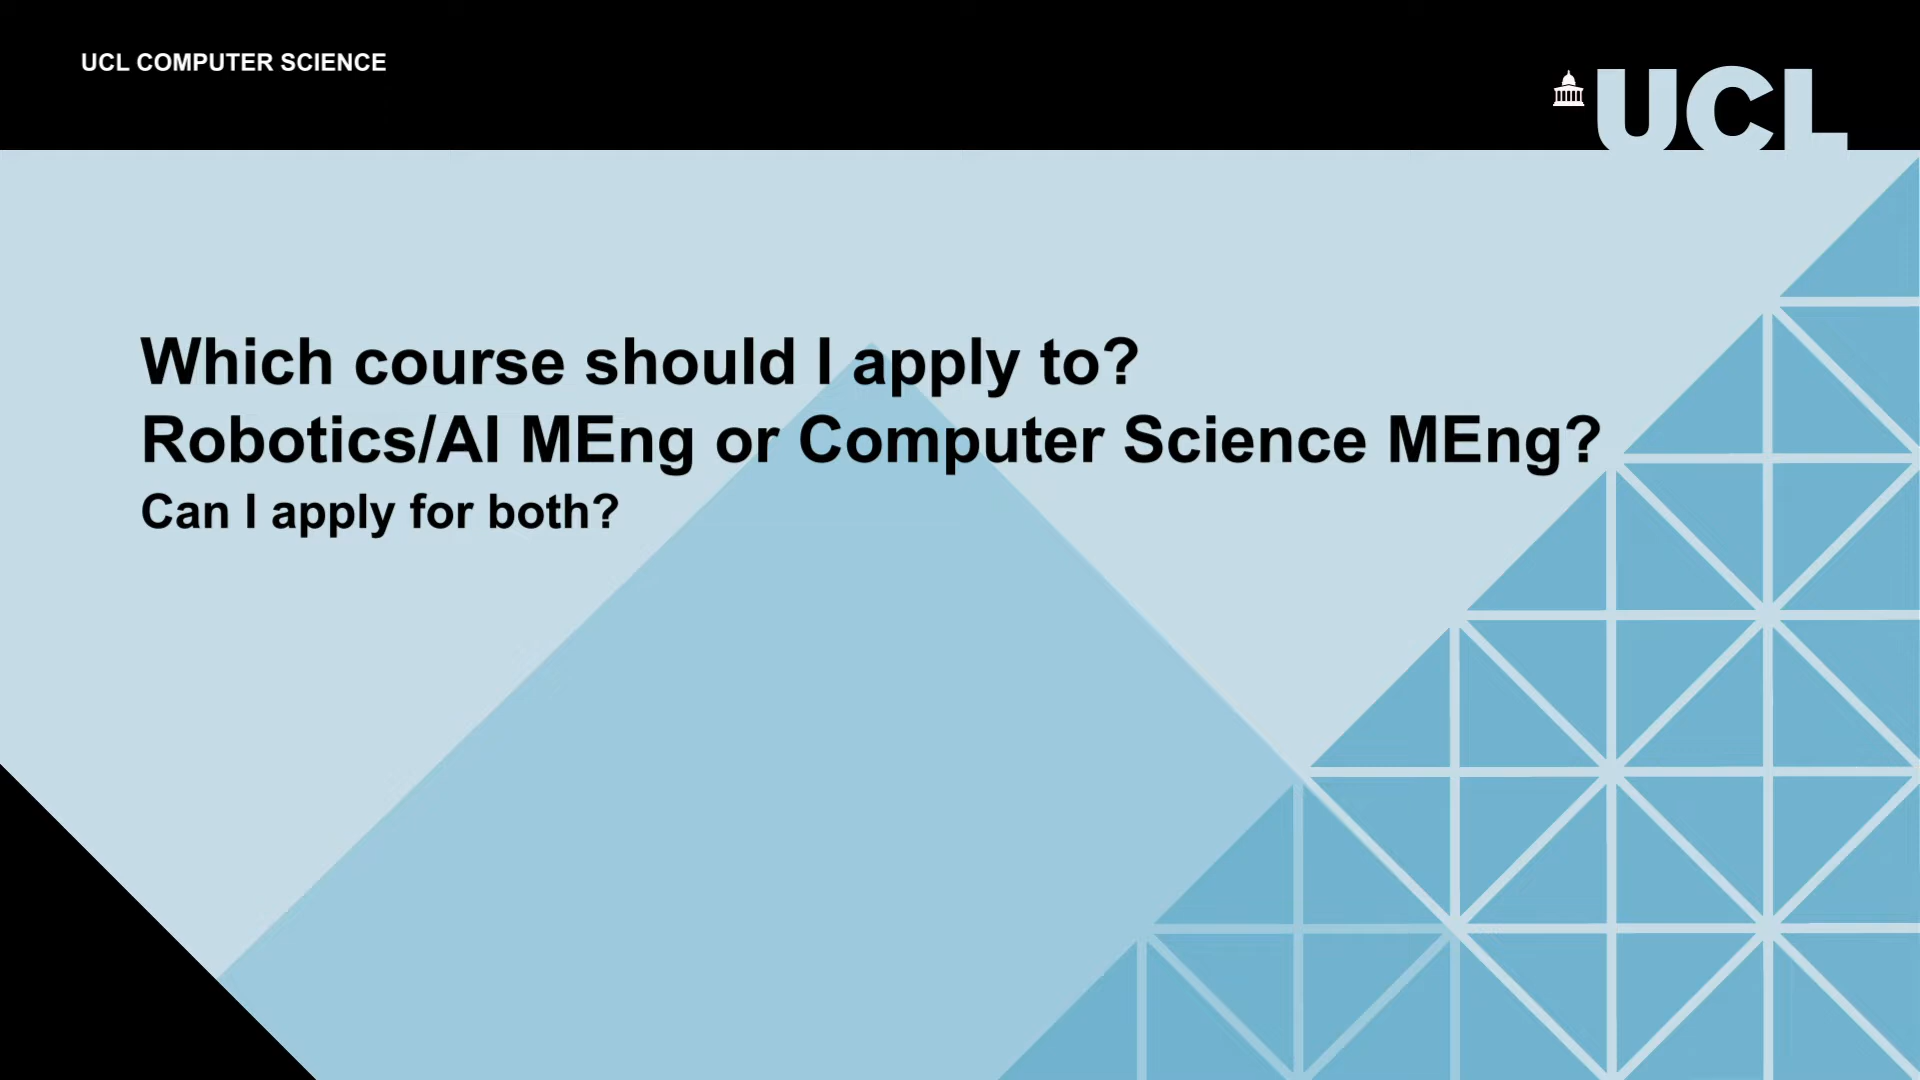 UCL COMPUTER SCIENCE
UCL
Which course should I apply to?
Robotics/AI MEng or Computer Science MEng?
Can I apply for both?